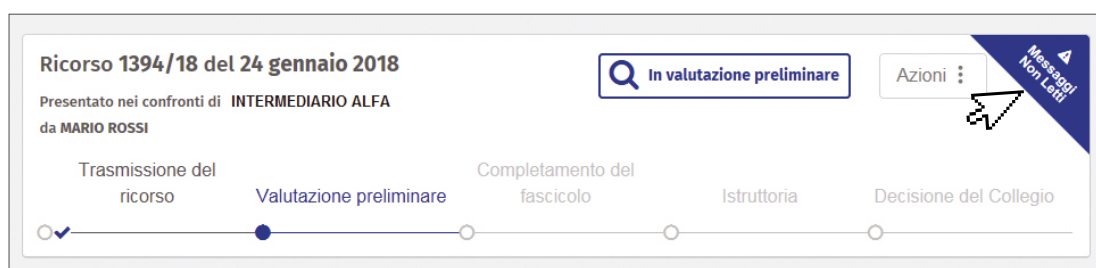 Ricorso 1394/18 del 24 gennaio 2018
Presentato nei confronti di INTERMEDIARIO ALFA
da MARIO ROSSI
In valutazione preliminare
Azioni
Messaggi
Non Letti
Trasmissione del
ricorso
Valutazione preliminare
Completamento del
fascicolo
Istruttoria
Decisione del Collegio